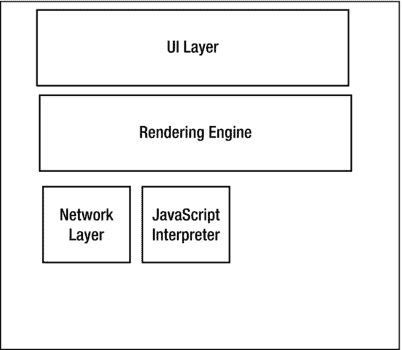 UI Layer
Rendering Engine
Network
Layer
JavaScript
Interpreter